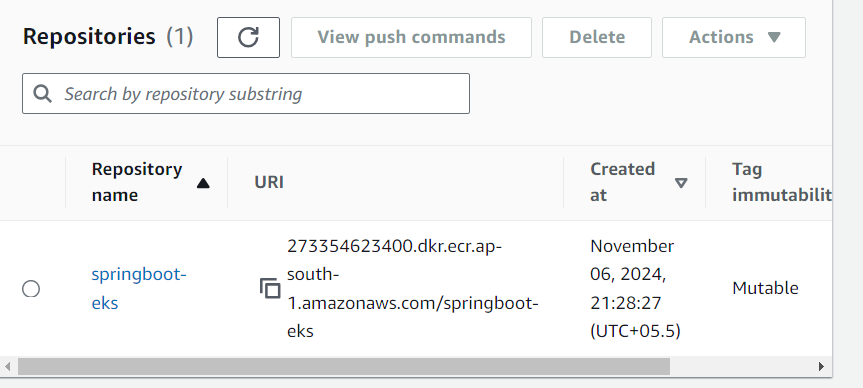 Repositories (1)
View push commands
Delete
Actions
Search by repository substring
Repository
name
URI
Created
at
Tag
immutabilit
springboot-
eks
273354623400.dkr.ecr.ap-
south-
1.amazonaws.com/springboot-
eks
November
06, 2024,
21:28:27
(UTC+05.5)
Mutable